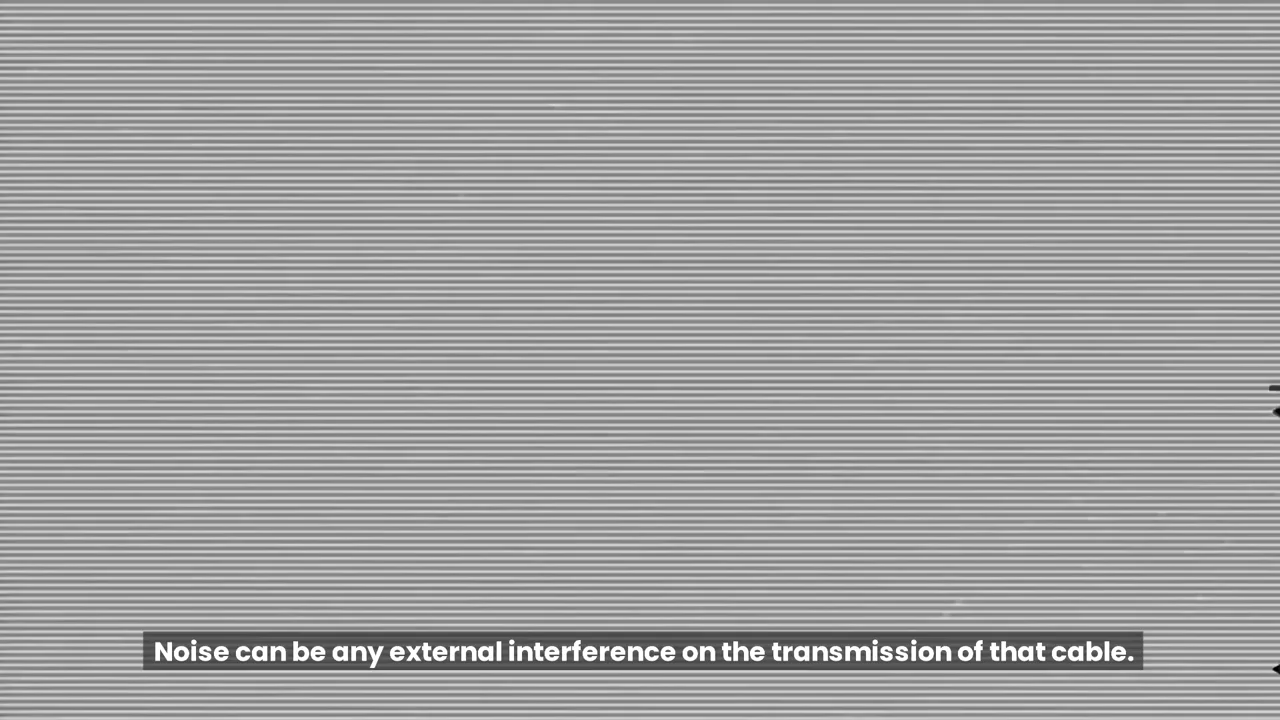 Noise can be any external interference on the transmission of that cable.